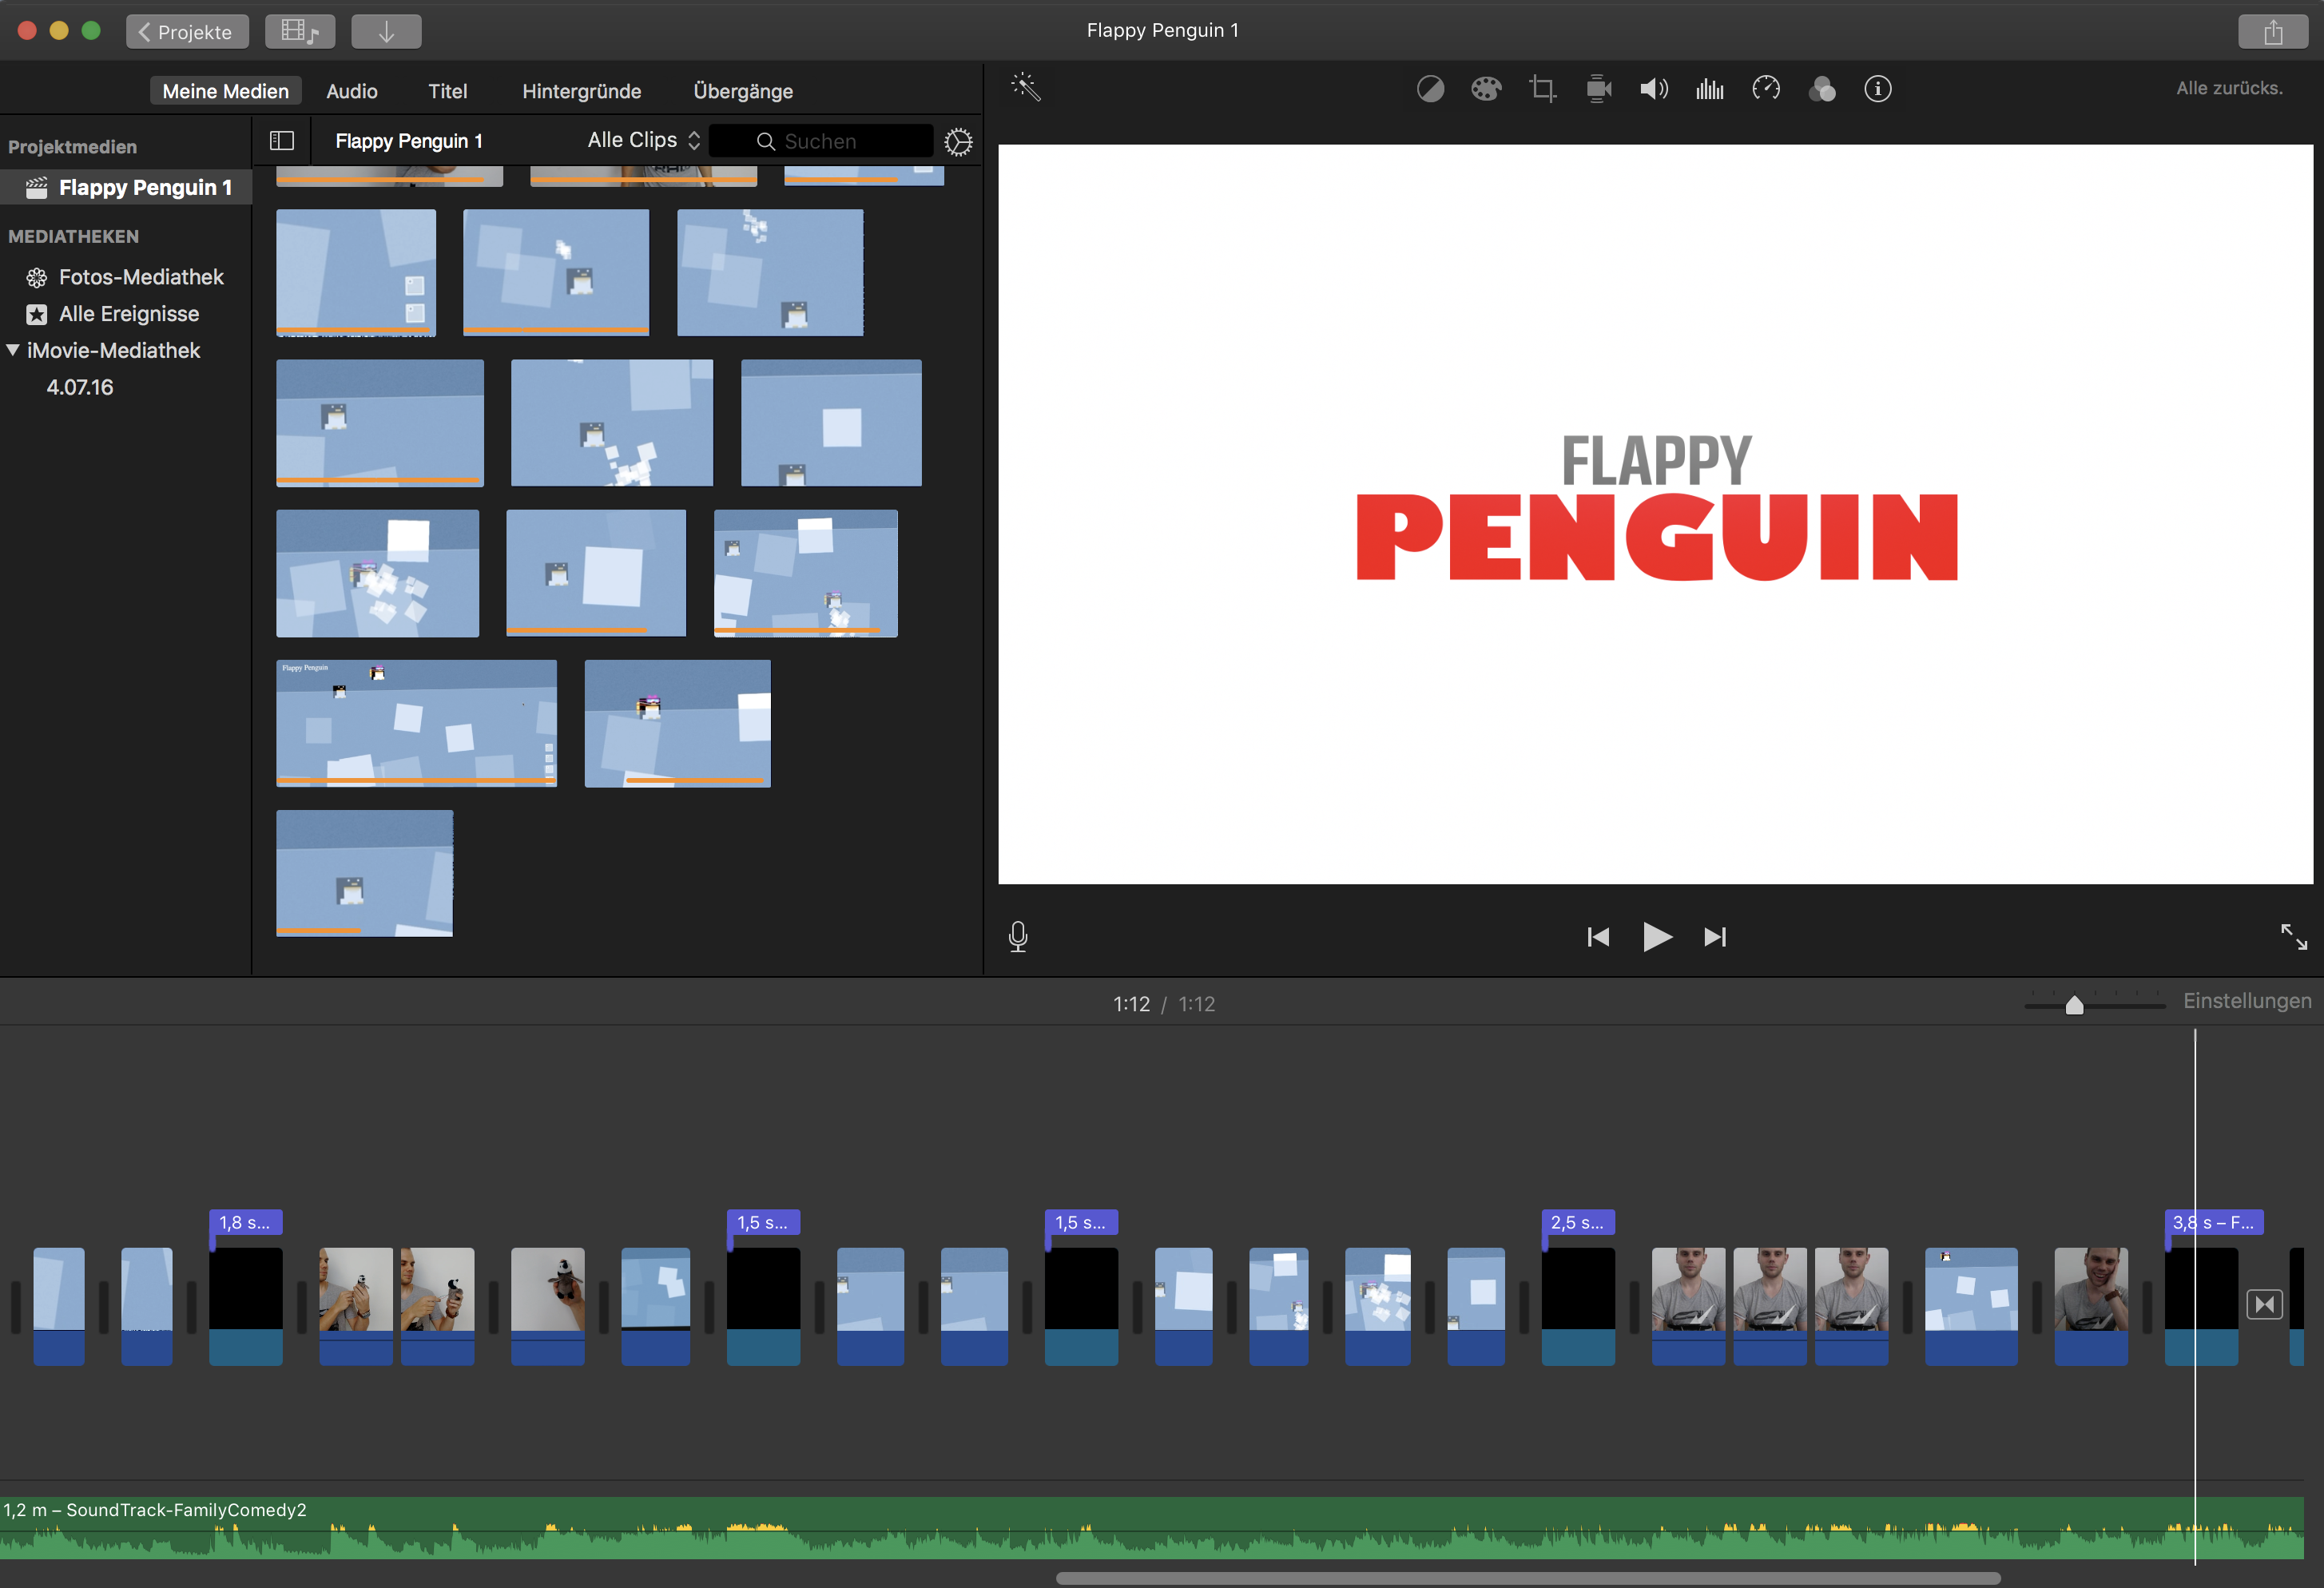 Projekte
Flappy Penguin 1
Meine Medien
Audio
Titel
Hintergründe
Übergänge
Alle zurücks.
Projektmedien
Flappy Penguin 1
MEDIATHEKEN
Fotos-Mediathek
Alle Ereignisse
iMovie-Mediathek
4.07.16
Flappy Penguin 1
Alle Clips
Suchen
Flappy Penguin
FLAPPY
PENGUIN
1:12 / 1:12
Einstellungen
1,8 s...
1,5 s...
1,5 s...
2,5 s...
3,8 s – F...
1,2 m – SoundTrack-FamilyComedy2